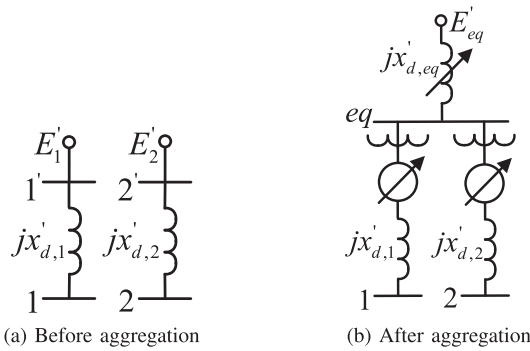 E'1
E'2
1'
2'
jx'd,1
jx'd,2
1
2
(a) Before aggregation
E'eq
jx'd,eq
eq
jx'd,1
jx'd,2
1
2
(b) After aggregation